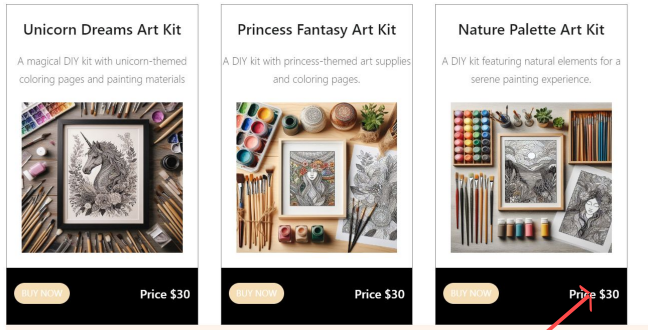 Unicorn Dreams Art Kit
A magical DIY kit with unicorn-themed
coloring pages and painting materials
BUY NOW
Price $30
Princess Fantasy Art Kit
A DIY kit with princess-themed art supplies
and coloring pages.
BUY NOW
Price $30
Nature Palette Art Kit
A DIY kit featuring natural elements for a
serene painting experience.
BUY NOW
Price $30